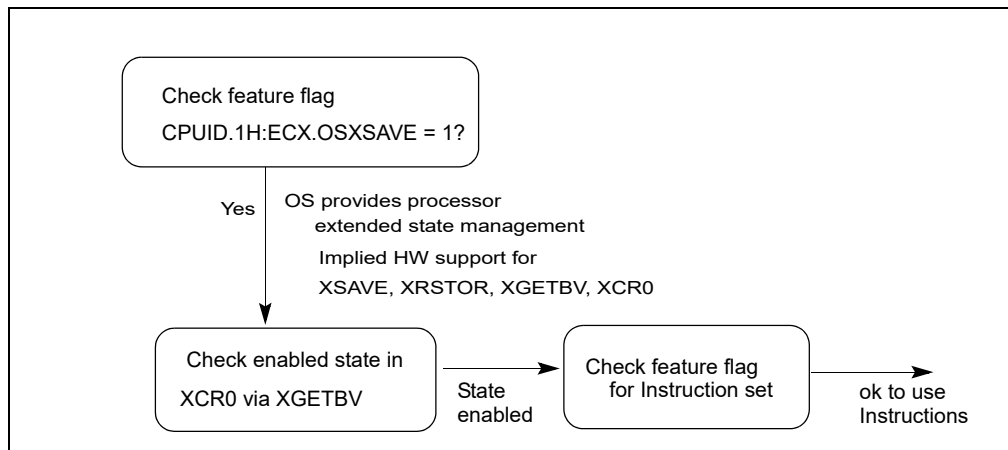 Check feature flag
CPUID.1H:ECX.OSXSAVE = 1?
Yes
OS provides processor
extended state management
Implied HW support for
XSAVE, XRSTOR, XGETBV, XCR0
Check enabled state in
XCR0 via XGETBV
State
enabled
Check feature flag
for Instruction set
ok to use
Instructions